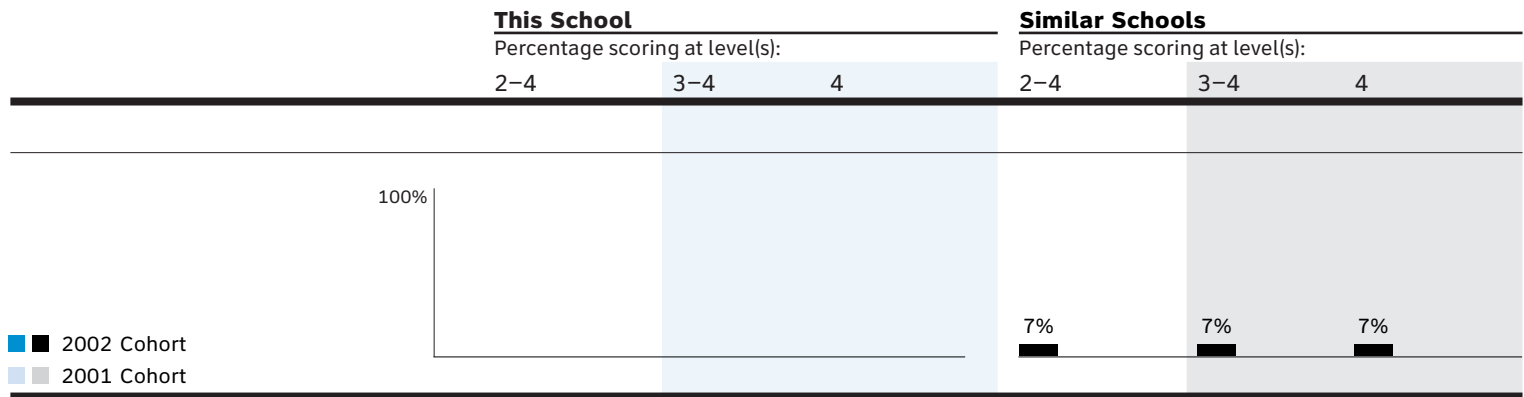 This School Similar Schools
Percentage scoring at level(s): Percentage scoring at level(s):
2–4 3–4 4 2–4 3–4 4
100%
7% 7% 7%
2002 Cohort
2001 Cohort